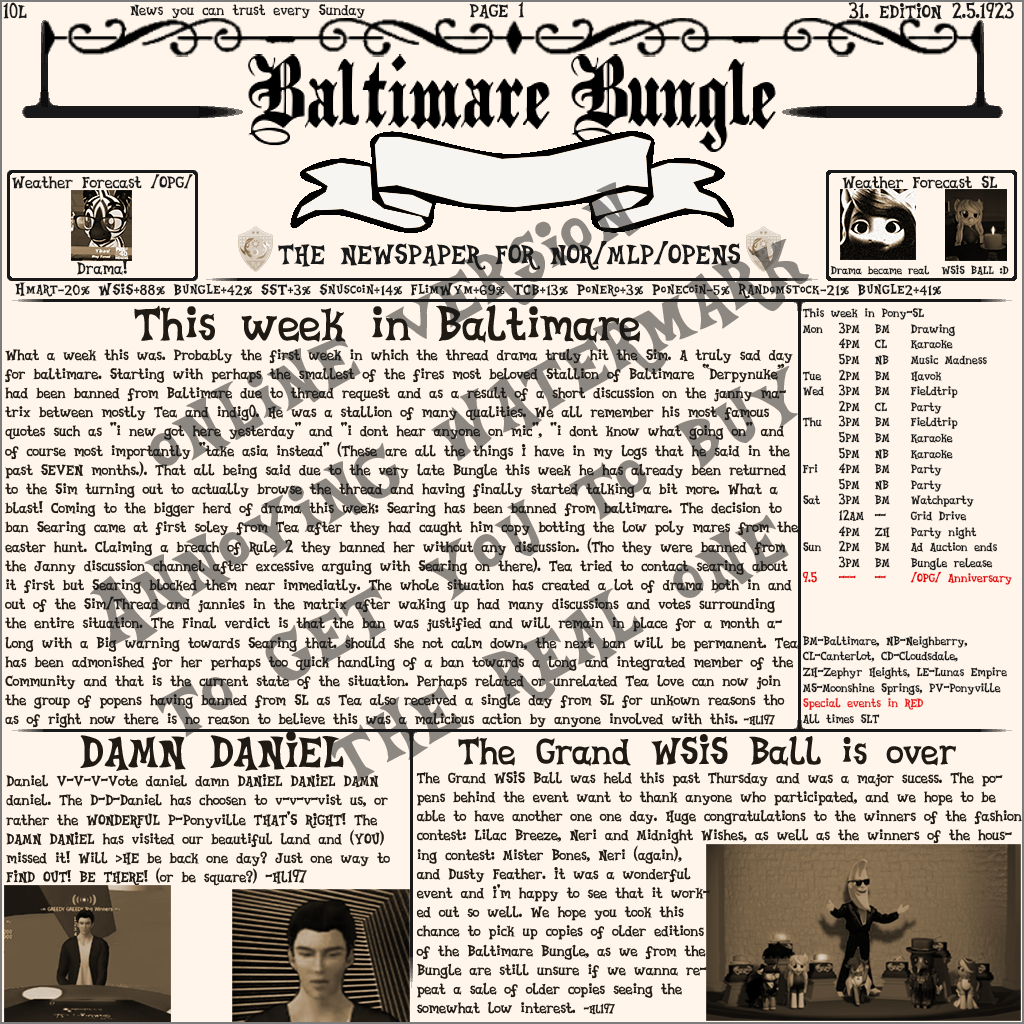 10L News you can trust every Sunday PAGE 1 31. EDITION 2.5.1923
Baltimare Bungle
Weather Forecast /OPG/
Drama!
Weather Forecast SL
Drama became real WSiS BALL :D
THE NEWSPAPER FOR NOR/MLP/OPENS
HMART-20% WSiS+88% BUNGLE+42% SST+3% SNUSCOiN+14% FLiMWYM+69% TCB+13% PONERO+3% PONECOiN-5% RANDOMSTOCK-21% BUNGLE2+41%
This week in Baltimare
What a week this was. Probably the first week in which the thread drama truly hit the Sim. A truly sad day
for baltimare. Starting with perhaps the smallest of the fires most beloved Stallion of Baltimare "Derpynuke"
had been banned from Baltimare due to thread request and as a result of a short discussion on the janny ma-
trix between mostly Tea and indig0. He was a stallion of many qualities. We all remember his most famous
quotes such as "i new got here yesterday" and "i dont hear anyone on mic", "i dont know what going on" and
of course most importantly "take asia instead" (These are all the things i have in my logs that he said in the
past SEVEN months.). That all being said due to the very late Bungle this week he has already been returned
to the Sim turning out to actually browse the thread and having finally started talking a bit more. What a
blast! Coming to the bigger herd of drama this week: Searing has been banned from baltimare. The decision to
ban Searing came at first soley from Tea after they had caught him copy botting the low poly mares from the
easter hunt. Claiming a breach of Rule 2 they banned her without any discussion. (Tho they were banned from
the Janny discussion channel after excessive arguing with Searing on there). Tea tried to contact searing about
it first but Searing blocked them near immediatly. The whole situation has created a lot of drama both in and
out of the Sim/Thread and jannies in the matrix after waking up had many discussions and votes surrounding
the entire situation. The Final verdict is that the ban was justified and will remain in place for a month a-
long with a Big warning towards Searing that. should she not calm down, the next ban will be permanent. Tea
has been admonished for her perhaps too quick handling of a ban towards a long and integrated member of the
Community and that is the current state of the situation. Perhaps related or unrelated Tea Love can now join
the group of popens having banned from SL as Tea also received a single day from SL for unkown reasons tho
as of right now there is no reason to believe this was a malicious action by anyone involved with this. -HL197
This week in Pony-SL
Mon 3PM BM Drawing
4PM CL Karaoke
5PM NB Music Madness
Tue 2PM BM Havok
Wed 3PM BM Fieldtrip
2PM CL Party
Thu 3PM BM Fieldtrip
5PM BM Karaoke
5PM NB Karaoke
Fri 4PM BM Party
5PM NB Party
Sat 3PM BM Watchparty
12AM -- Grid Drive
4PM ZH Party night
Sun 2PM BM Ad Auction ends
3PM BM Bungle release
9.5 --- -- /OPG/ Anniversary
BM-Baltimare, NB-Neighberry,
CL-Canterlot, CD-Cloudsdale,
ZH-Zephyr Heights, LE-Lunas Empire
MS-Moonshine Springs, PV-Ponyville
Special events in RED
All times SLT
ONLiNE VERSiON
ANNOYiNG WATERMARK
TO GET YOU TO BUY
THE REAL ONE
DAMN DANiEL
Daniel V-V-V-Vote daniel damn DANiEL DANiEL DAMN
daniel. The D-D-Daniel has choosen to v-v-v-vist us, or
rather the WONDERFUL P-Ponyville THAT'S RiGHT! The
DAMN DANiEL has visited our beautiful land and (YOU)
missed it! Will >HE be back one day? Just one way to
FiND OUT! BE THERE! (or be square?) -HL197
GREEDY GREEDY The Winners
The Grand WSiS Ball is over
The Grand WSiS Ball was held this past Thursday and was a major sucess. The po-
pens behind the event want to thank anyone who participated, and we hope to be
able to have another one one day. Huge congratulations to the winners of the fashion
contest: Lilac Breeze, Neri and Midnight Wishes, as well as the winners of the hous-
ing contest: Mister Bones, Neri (again),
and Dusty Feather. it was a wonderful
event and i'm happy to see that it work-
ed out so well. We hope you took this
chance to pick up copies of older editions
of the Baltimare Bungle, as we from the
Bungle are still unsure if we wanna re-
peat a sale of older copies seeing the
somewhat low interest. -HL197